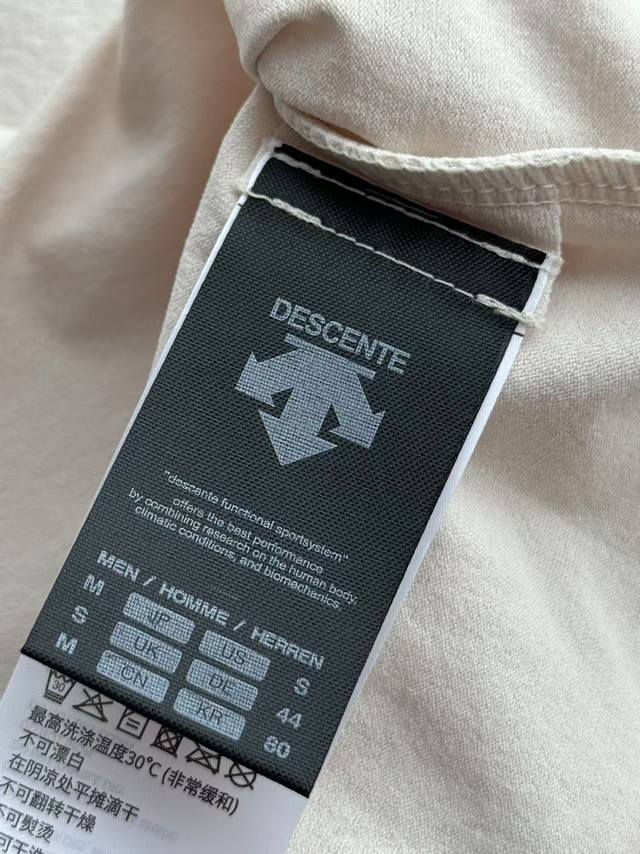 DESCENTE
"descente functional sportsystem"
offers the best performance
by combining research on the human body,
climatic conditions, and biomechanics
MEN / HOMME / HERREN
M JP US S
S UK DE 44
M CN KR 80
30
最高洗涤温度30℃(非常缓和)
不可漂白
在阴凉处平摊滴干
不可翻转干燥
不可熨烫